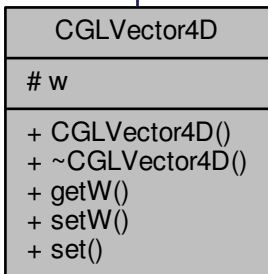 CGLVector4D
# w
+ CGLVector4D()
+ ~CGLVector4D()
+ getW()
+ setW()
+ set()